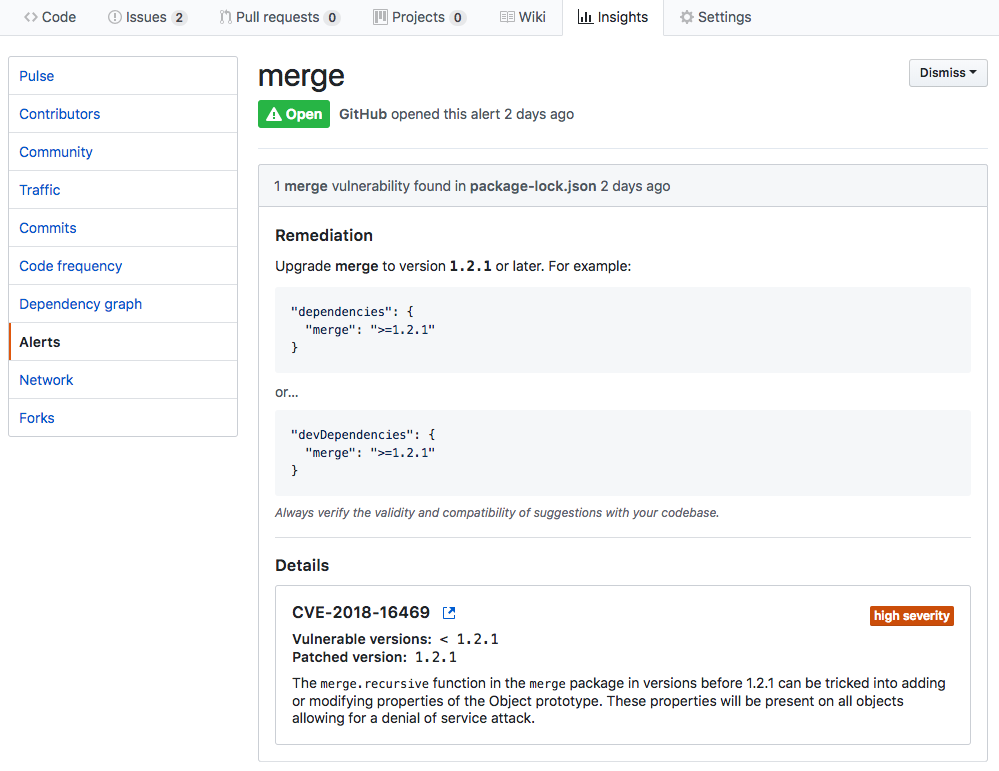 Code Issues 2 Pull requests 0 Projects 0 Wiki Insights Settings
Pulse
Contributors
Community
Traffic
Commits
Code frequency
Dependency graph
Alerts
Network
Forks
merge
Dismiss
Open GitHub opened this alert 2 days ago
1 merge vulnerability found in package-lock.json 2 days ago
Remediation
Upgrade merge to version 1.2.1 or later. For example:
"dependencies": {
  "merge": ">=1.2.1"
}
or...
"devDependencies": {
  "merge": ">=1.2.1"
}
Always verify the validity and compatibility of suggestions with your codebase.
Details
CVE-2018-16469
high severity
Vulnerable versions: < 1.2.1
Patched version: 1.2.1
The merge.recursive function in the merge package in versions before 1.2.1 can be tricked into adding
or modifying properties of the Object prototype. These properties will be present on all objects
allowing for a denial of service attack.